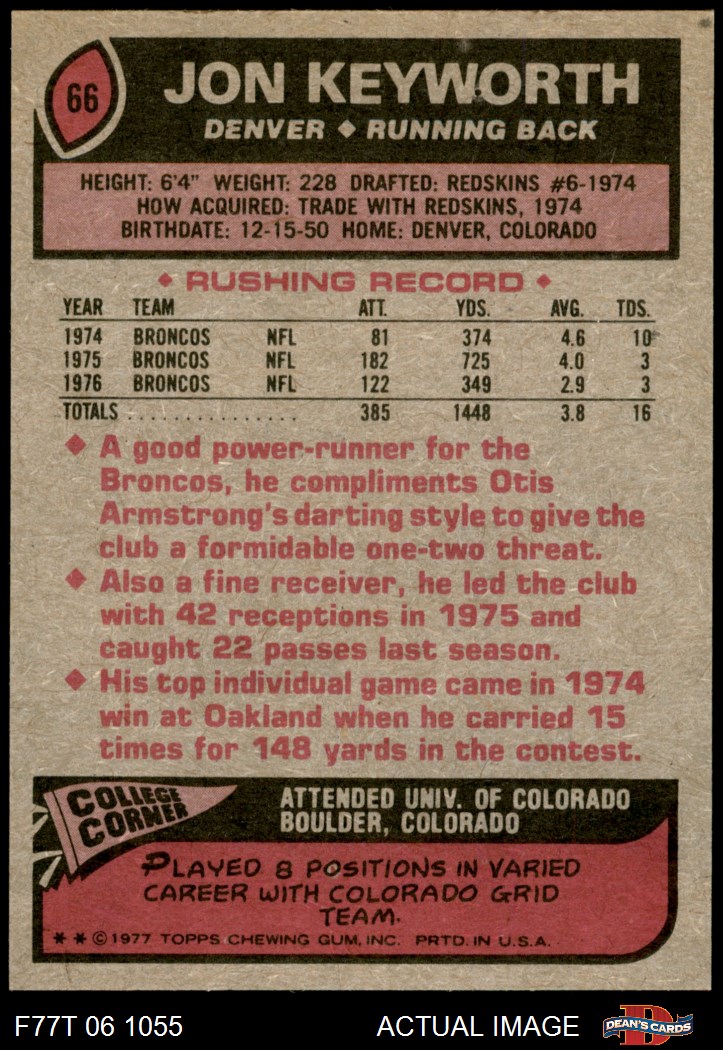 66
JON KEYWORTH
DENVER ◆ RUNNING BACK
HEIGHT: 6'4" WEIGHT: 228 DRAFTED: REDSKINS #6-1974
HOW ACQUIRED: TRADE WITH REDSKINS, 1974
BIRTHDATE: 12-15-50 HOME: DENVER, COLORADO
◆ RUSHING RECORD ◆
YEAR TEAM ATT. YDS. AVG. TDS.
1974 BRONCOS NFL 81 374 4.6 10
1975 BRONCOS NFL 182 725 4.0 3
1976 BRONCOS NFL 122 349 2.9 3
TOTALS ................ 385 1448 3.8 16
◆ A good power-runner for the
Broncos, he compliments Otis
Armstrong's darting style to give the
club a formidable one-two threat.
◆ Also a fine receiver, he led the club
with 42 receptions in 1975 and
caught 22 passes last season.
◆ His top individual game came in 1974
win at Oakland when he carried 15
times for 148 yards in the contest.
COLLEGE
CORNER
ATTENDED UNIV. OF COLORADO
BOULDER, COLORADO
PLAYED 8 POSITIONS IN VARIED
CAREER WITH COLORADO GRID
TEAM.
* * © 1977 TOPPS CHEWING GUM, INC. PRTD. IN U.S.A.
F77T 06 1055 ACTUAL IMAGE
D
DEAN'S CARDS